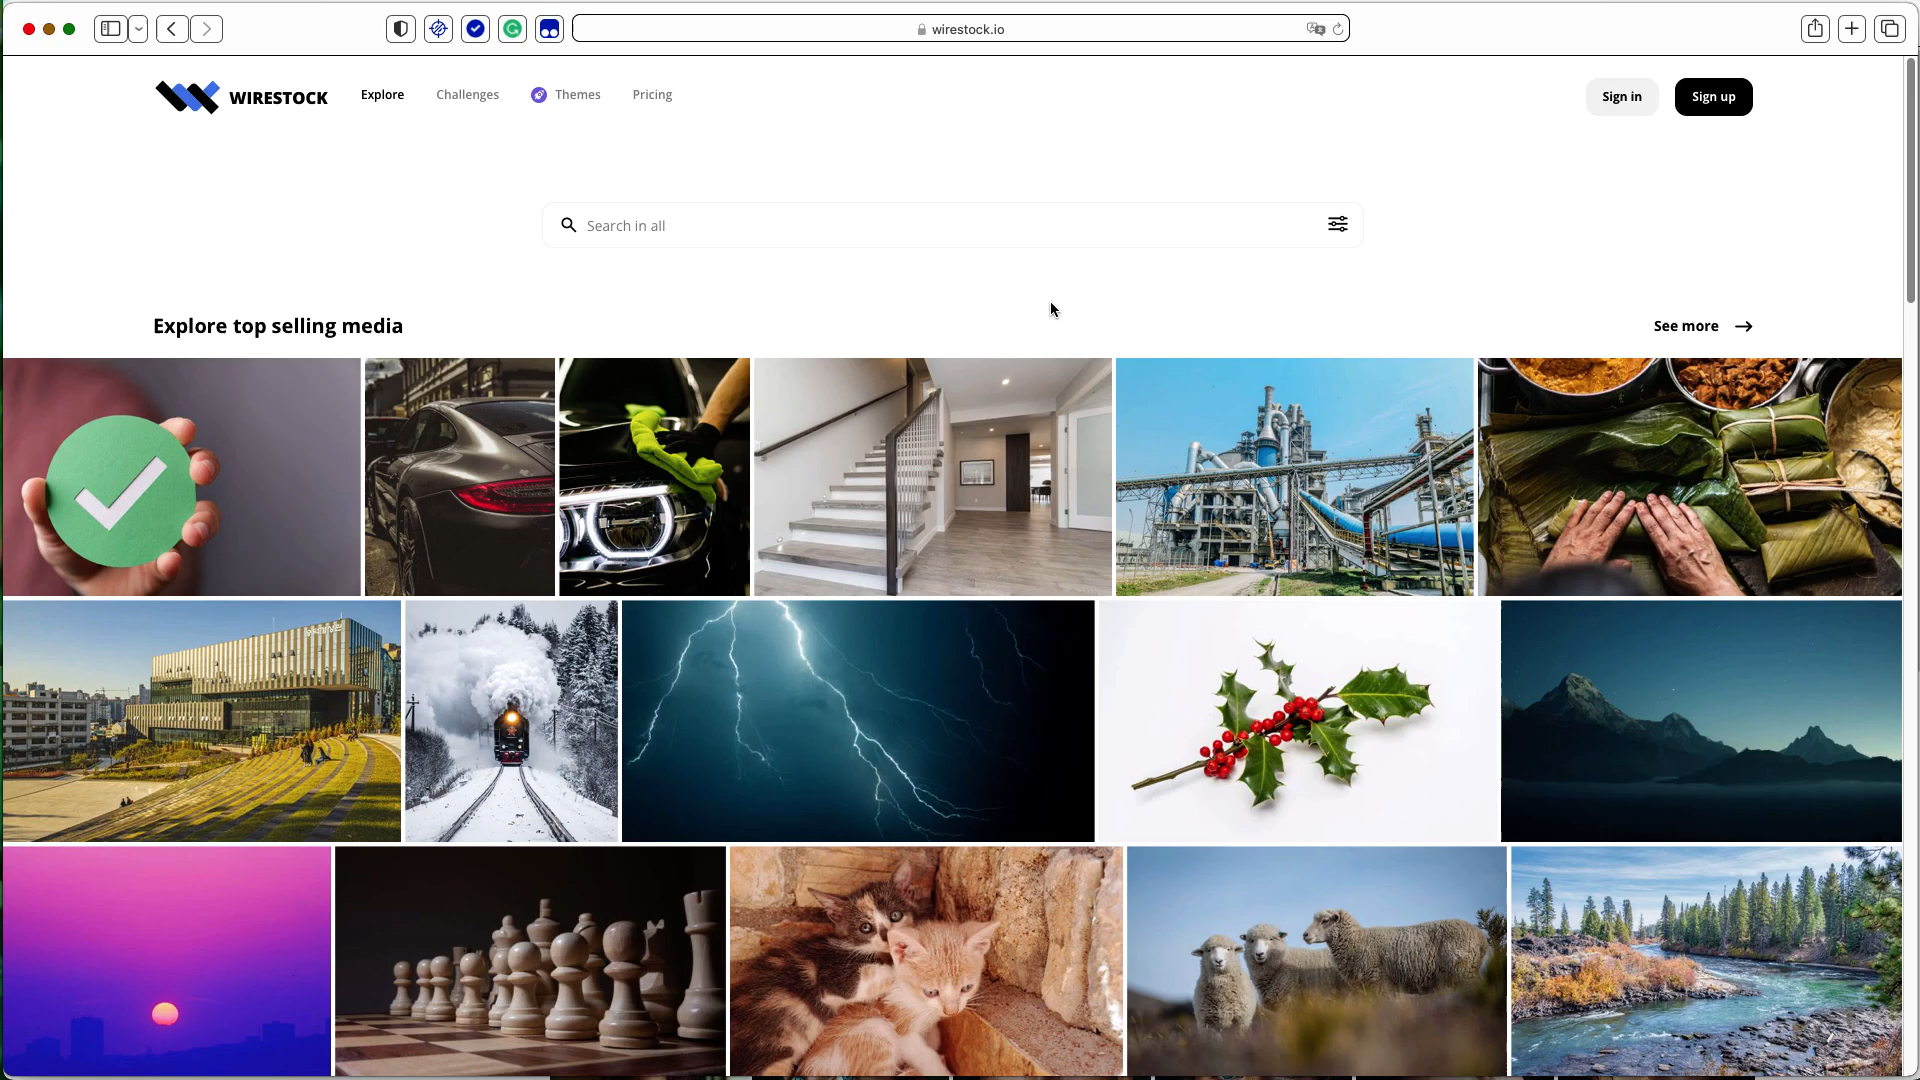 wirestock.io
WIRESTOCK
Explore
Challenges
Themes
Pricing
Sign in
Sign up
Search in all
Explore top selling media
See more